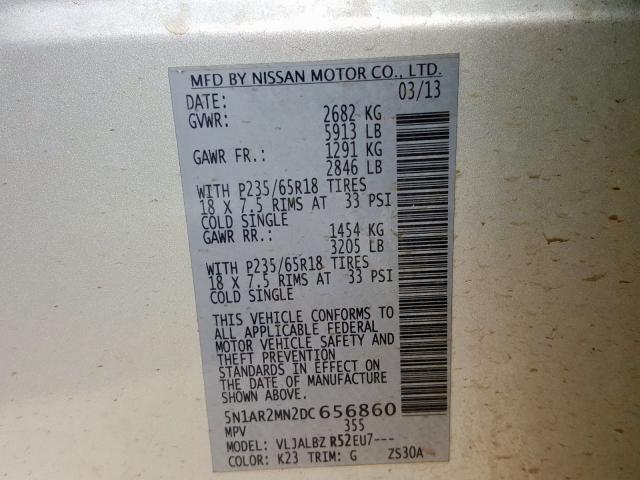 MFD BY NISSAN MOTOR CO., LTD.
DATE: 03/13
GVWR: 2682 KG
5913 LB
GAWR FR.: 1291 KG
2846 LB
WITH P235/65R18 TIRES
18 X 7.5 RIMS AT 33 PSI
COLD SINGLE
GAWR RR.: 1454 KG
3205 LB
WITH P235/65R18 TIRES
18 X 7.5 RIMS AT 33 PSI
COLD SINGLE
THIS VEHICLE CONFORMS TO
ALL APPLICABLE FEDERAL
MOTOR VEHICLE SAFETY AND
THEFT PREVENTION
STANDARDS IN EFFECT ON
THE DATE OF MANUFACTURE
SHOWN ABOVE.
5N1AR2MN2DC656860
MPV 355
MODEL: VLJALBZ R52EU7---
COLOR: K23 TRIM: G ZS30A